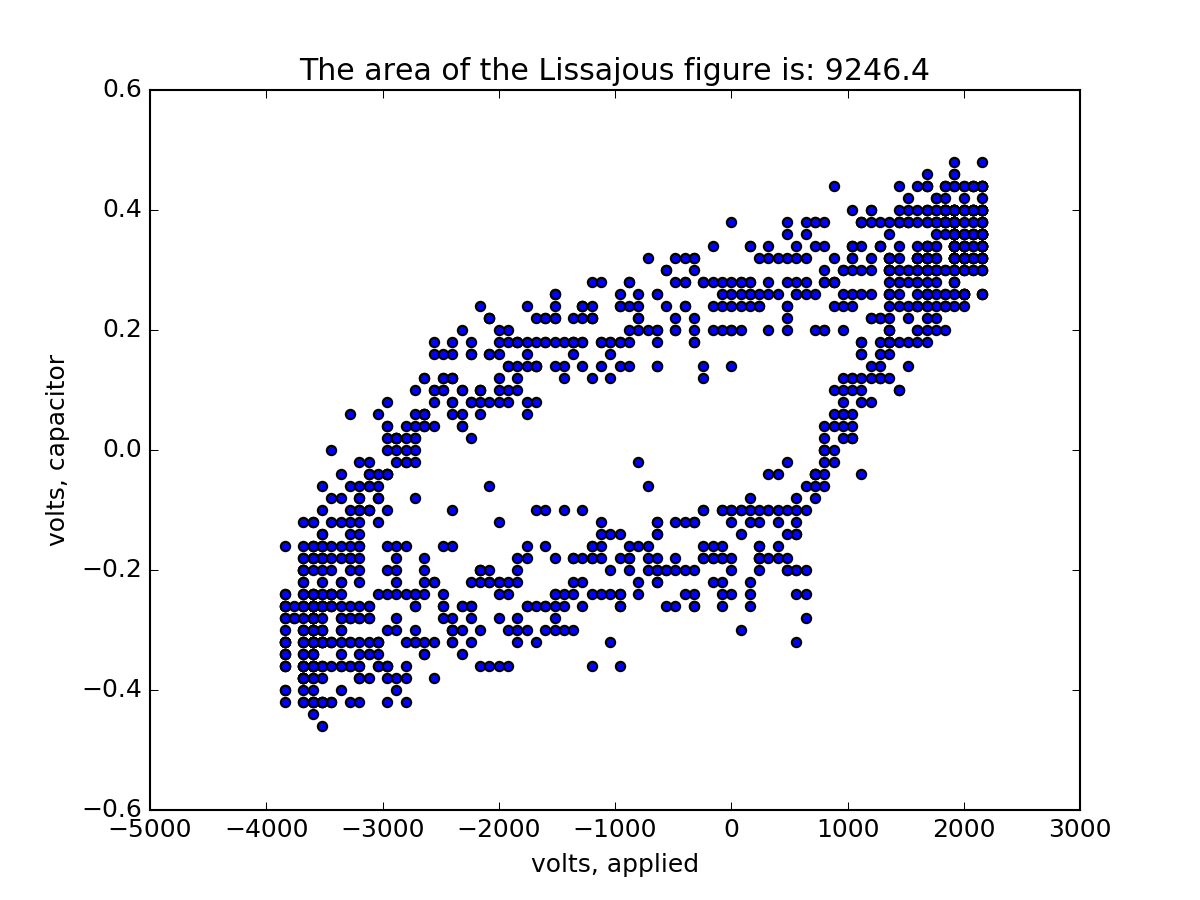 The area of the Lissajous figure is: 9246.4
0.6
0.4
0.2
0.0
−0.2
−0.4
−0.6
volts, capacitor
−5000 −4000 −3000 −2000 −1000 0 1000 2000 3000
volts, applied